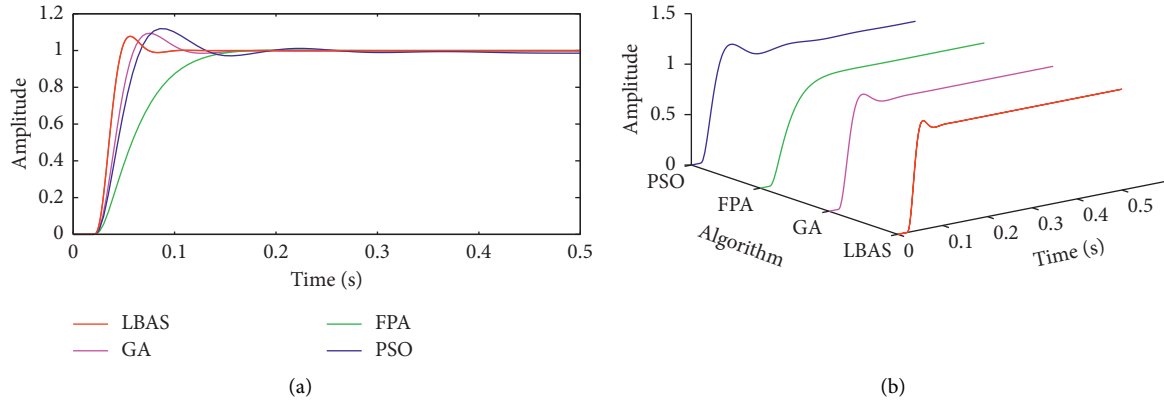 1.2
1
0.8
0.6
0.4
0.2
0
Amplitude
0 0.1 0.2 0.3 0.4 0.5
Time (s)
LBAS
GA
FPA
PSO
(a)
1.5
1
0.5
0
Amplitude
PSO
FPA
GA
LBAS
Algorithm
0 0.1 0.2 0.3 0.4 0.5
Time (s)
(b)